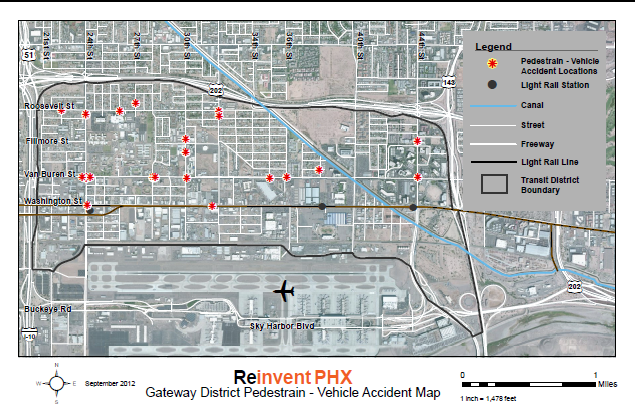 21st St
24th St
27th St
30th St
34th St
36th St
40th St
44th St
51
202
143
Roosevelt St
Fillmore St
Van Buren St
Washington St
Buckeye Rd
Sky Harbor Blvd
I-10
202
Legend
Pedestrain - Vehicle
Accident Locations
Light Rail Station
Canal
Street
Freeway
Light Rail Line
Transit District
Boundary
N
W
E
S
September 2012
Reinvent PHX
Gateway District Pedestrain - Vehicle Accident Map
0
1
Miles
1 inch = 1,478 feet